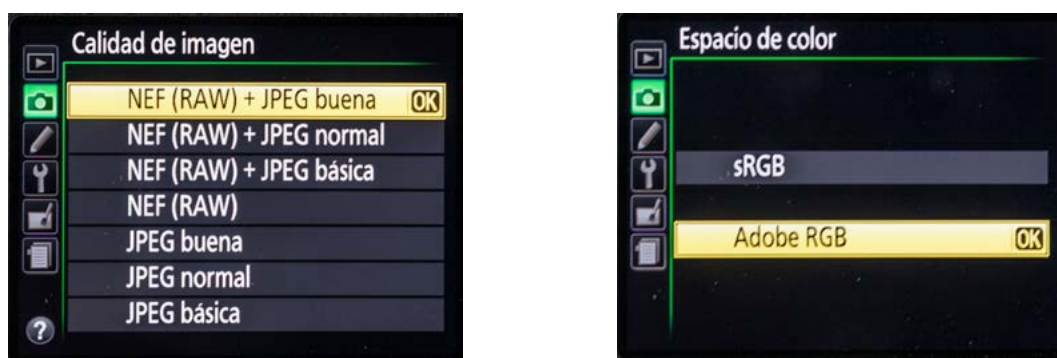 Calidad de imagen
NEF (RAW) + JPEG buena OK
NEF (RAW) + JPEG normal
NEF (RAW) + JPEG básica
NEF (RAW)
JPEG buena
JPEG normal
JPEG básica
?
Espacio de color
sRGB
Adobe RGB OK